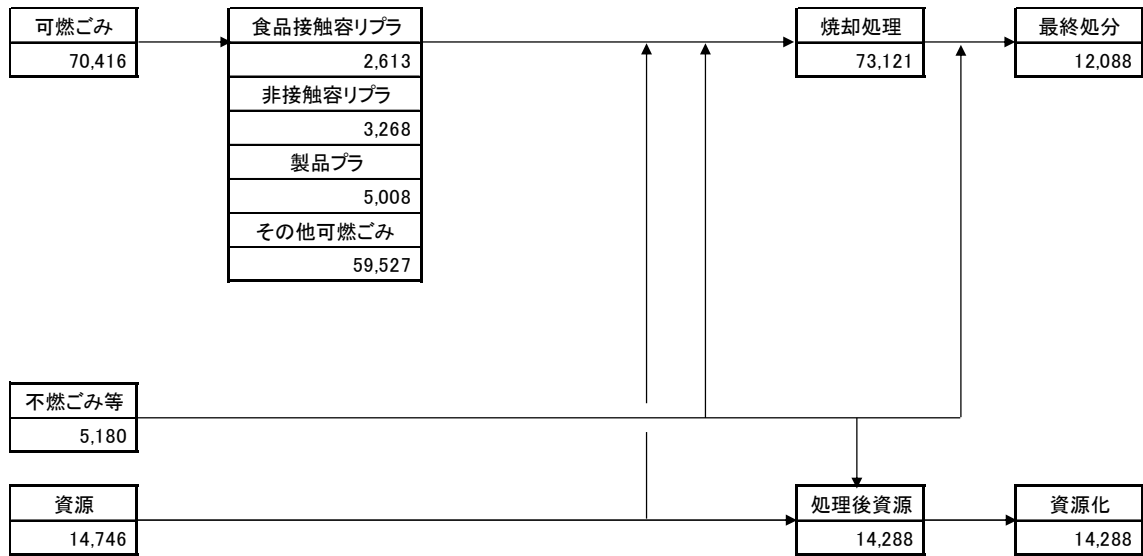 可燃ごみ
70,416
食品接触容リプラ
2,613
非接触容リプラ
3,268
製品プラ
5,008
その他可燃ごみ
59,527
焼却処理
73,121
最終処分
12,088
不燃ごみ等
5,180
資源
14,746
処理後資源
14,288
資源化
14,288